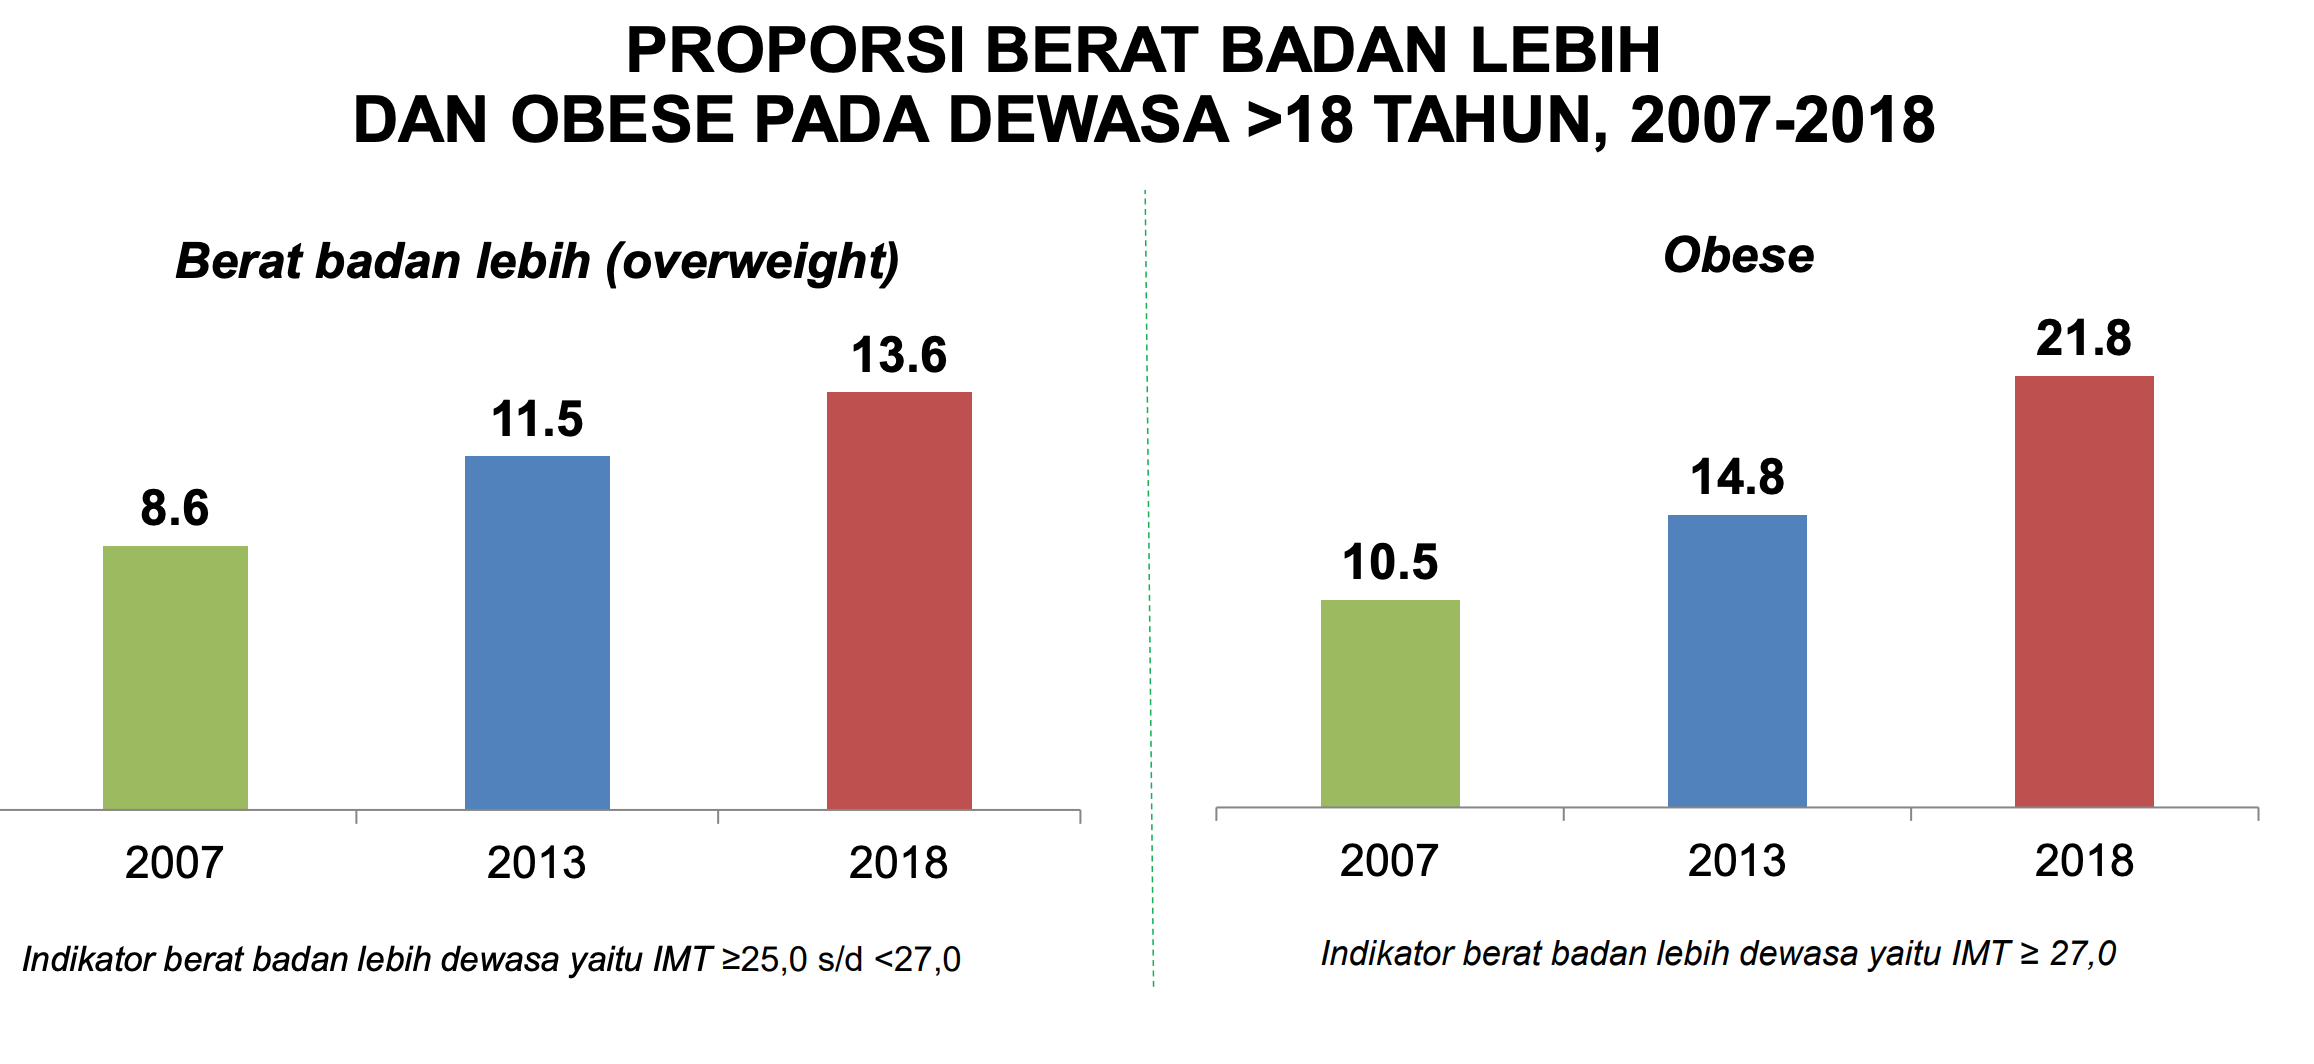 PROPORSI BERAT BADAN LEBIH
DAN OBESE PADA DEWASA >18 TAHUN, 2007-2018
Berat badan lebih (overweight)
8.6
11.5
13.6
2007
2013
2018
Indikator berat badan lebih dewasa yaitu IMT ≥25,0 s/d <27,0
Obese
10.5
14.8
21.8
2007
2013
2018
Indikator berat badan lebih dewasa yaitu IMT ≥ 27,0